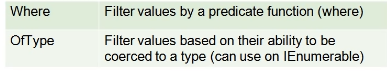 Where Filter values by a predicate function (where)
OfType Filter values based on their ability to be
coerced to a type (can use on IEnumerable)